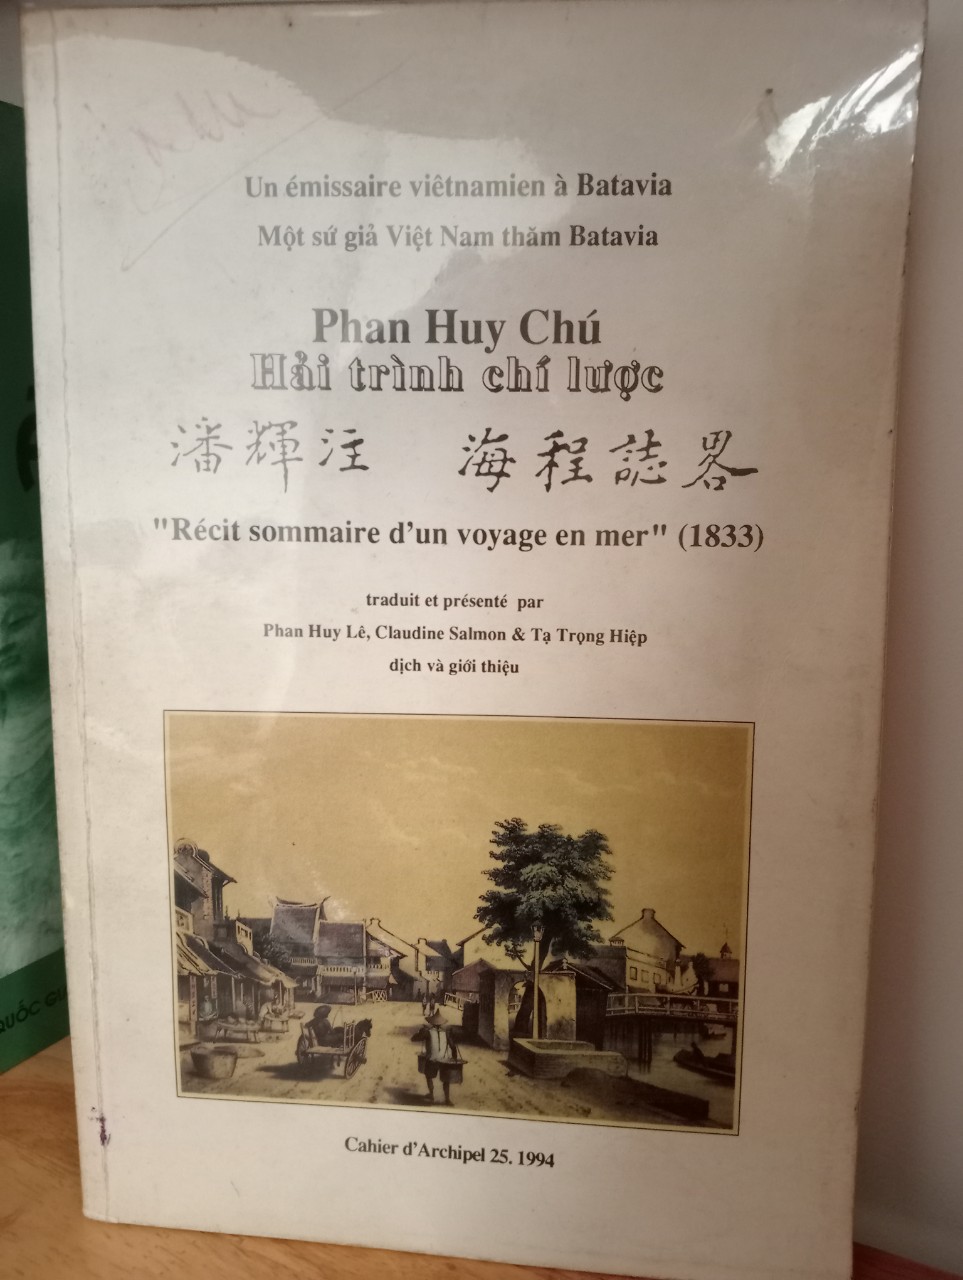 Un émissaire viêtnamien à Batavia
Một sứ giả Việt Nam thăm Batavia
Phan Huy Chú
Hải trình chí lược
潘輝注 海程誌畧
"Récit sommaire d'un voyage en mer" (1833)
traduit et présenté par
Phan Huy Lê, Claudine Salmon & Tạ Trọng Hiệp
dịch và giới thiệu
Cahier d'Archipel 25. 1994
QUỐC GI